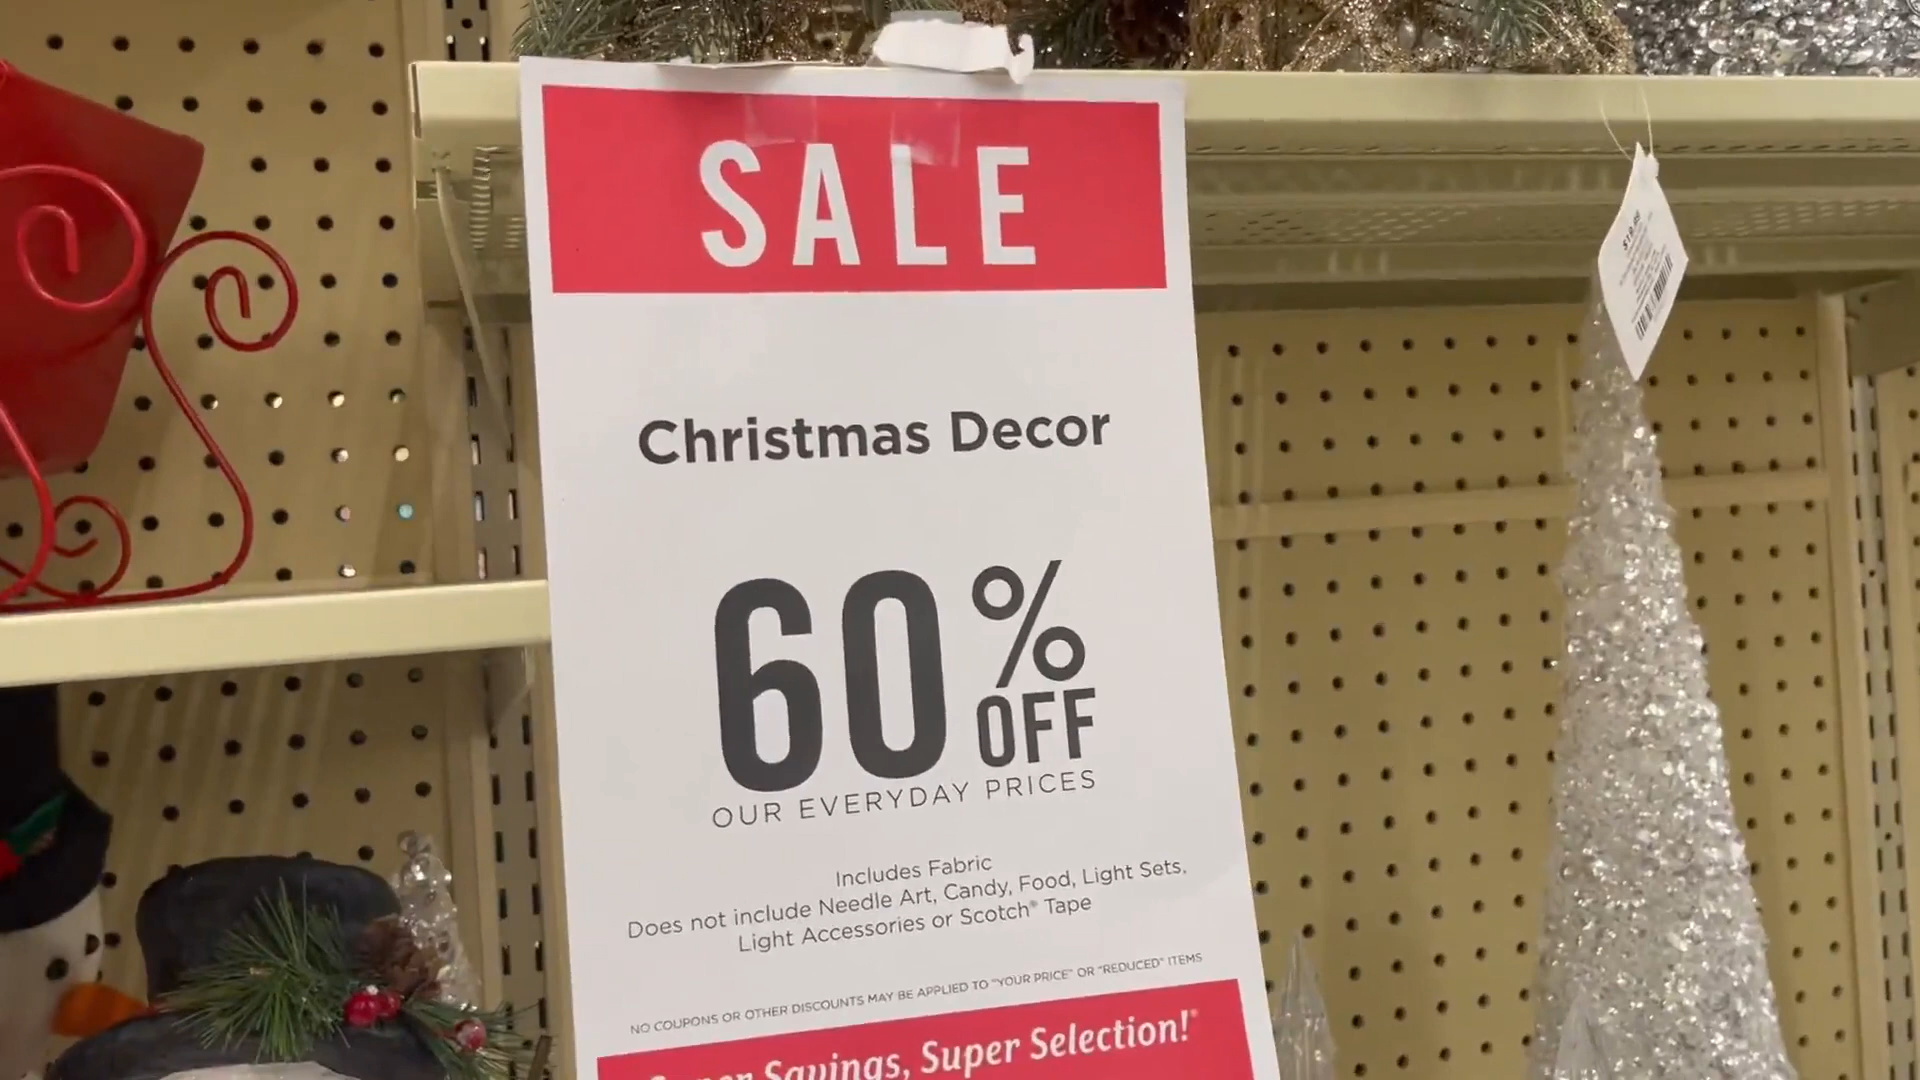 SALE
Christmas Decor
60%
OFF
OUR EVERYDAY PRICES
Includes Fabric
Does not include Needle Art, Candy, Food, Light Sets,
Light Accessories or Scotch® Tape
NO COUPONS OR OTHER DISCOUNTS MAY BE APPLIED TO "YOUR PRICE" OR "REDUCED" ITEMS
Savings, Super Selection!®